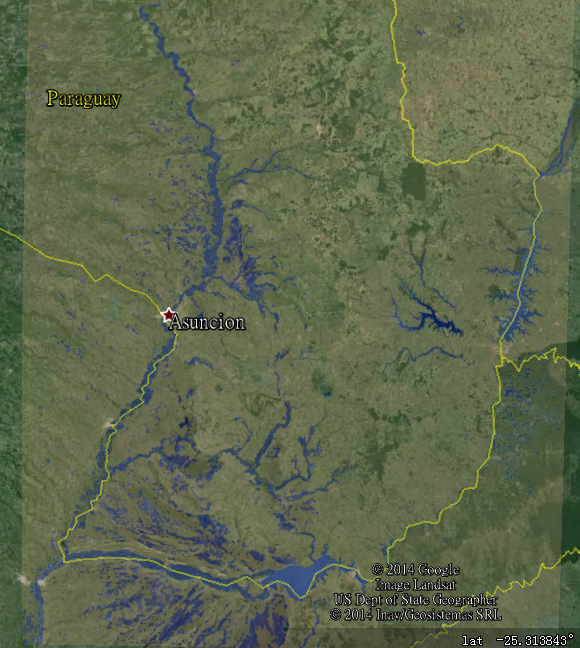 Paraguay
Asuncion
© 2014 Google
Image Landsat
US Dept of State Geographer
© 2014 Inav/Geosistemas SRL
lat -25.313843°